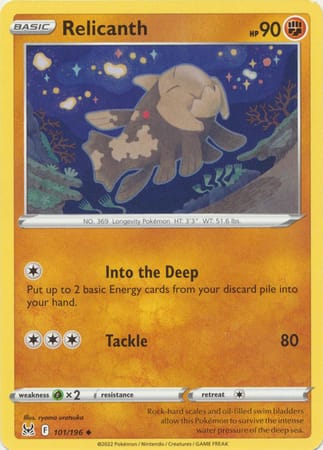 BASIC Relicanth HP 90
NO. 369 Longevity Pokémon HT: 3'3" WT: 51.6 lbs.
Into the Deep
Put up to 2 basic Energy cards from your discard pile into
your hand.
Tackle 80
weakness ×2 resistance retreat
Illus. ryoma uratsuka
Rock-hard scales and oil-filled swim bladders
allow this Pokémon to survive the intense
water pressure of the deep sea.
F 101/196
©2022 Pokémon / Nintendo / Creatures / GAME FREAK